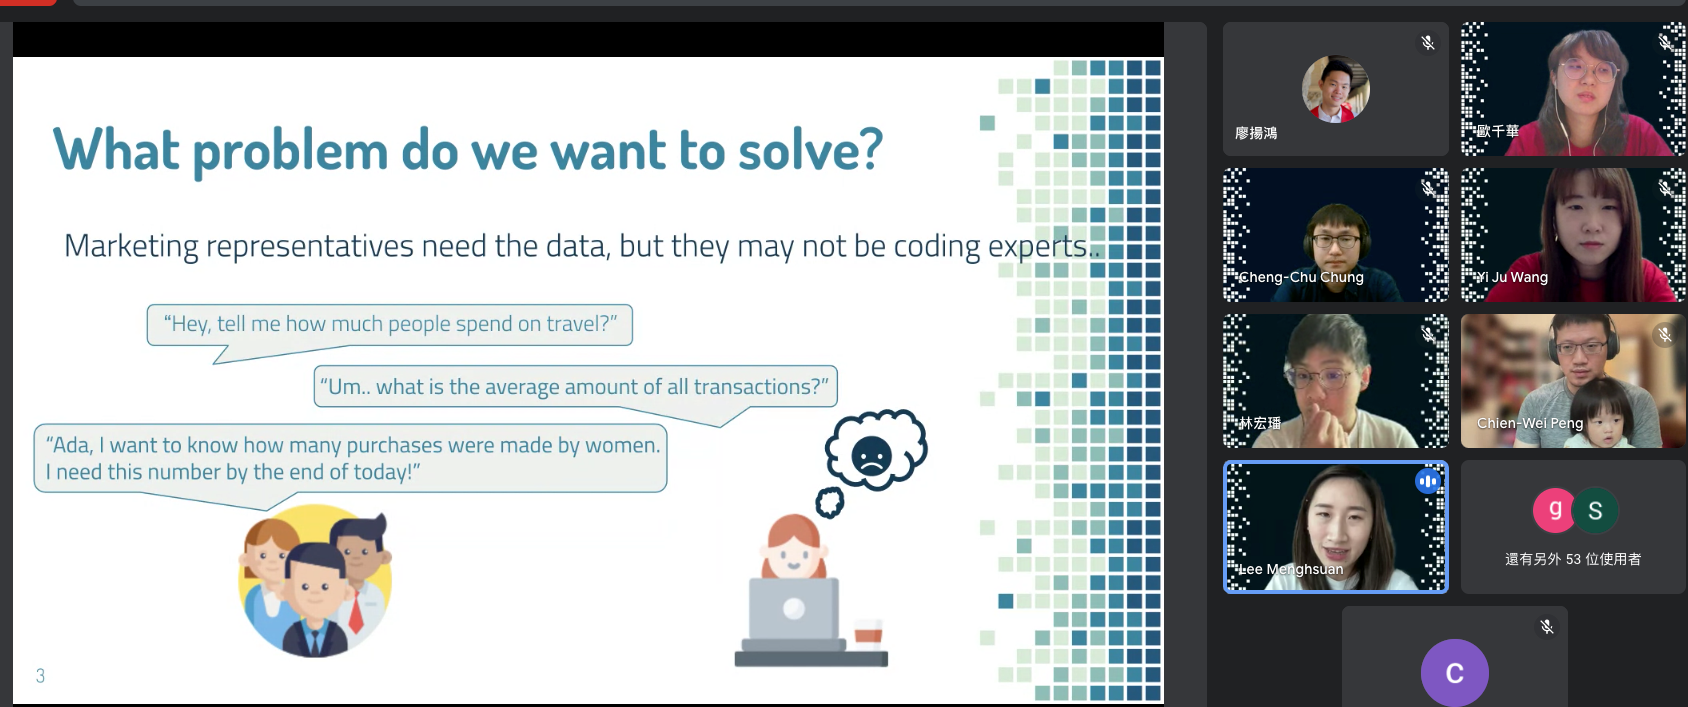 What problem do we want to solve?
Marketing representatives need the data, but they may not be coding experts..
“Hey, tell me how much people spend on travel?”
“Um.. what is the average amount of all transactions?”
“Ada, I want to know how many purchases were made by women.
I need this number by the end of today!”
3
廖揚鴻
歐千華
Cheng-Chu Chung
Yi Ju Wang
林宏璠
Chien-Wei Peng
Lee Menghsuan
g
S
還有另外 53 位使用者
C